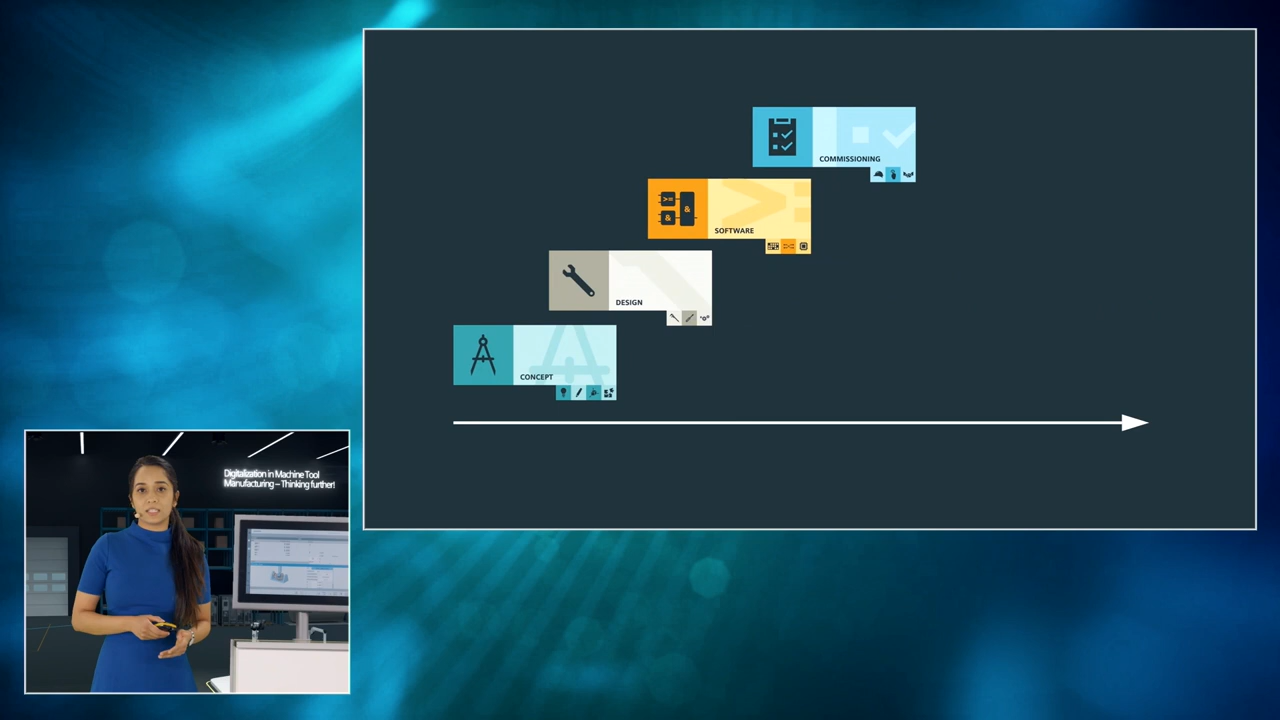 COMMISSIONING
SOFTWARE
DESIGN
CONCEPT
Digitalization in Machine Tool
Manufacturing – Thinking further!